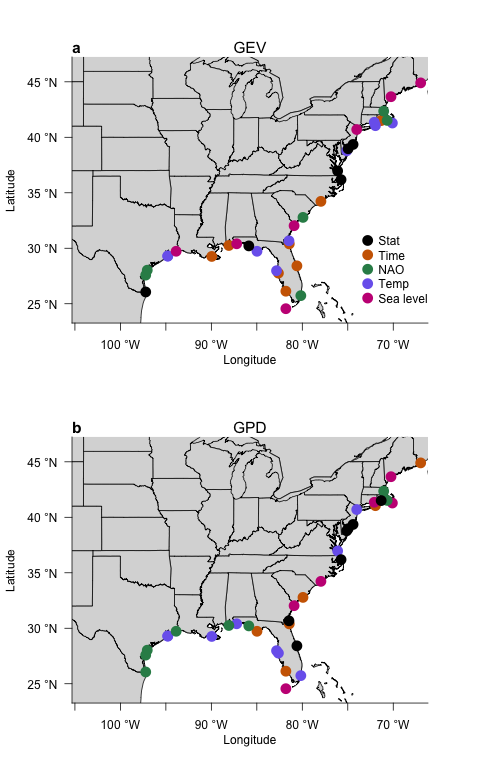 a
GEV
45 °N
40 °N
35 °N
30 °N
25 °N
Latitude
Stat
Time
NAO
Temp
Sea level
100 °W
90 °W
80 °W
70 °W
Longitude
b
GPD
45 °N
40 °N
35 °N
30 °N
25 °N
Latitude
100 °W
90 °W
80 °W
70 °W
Longitude